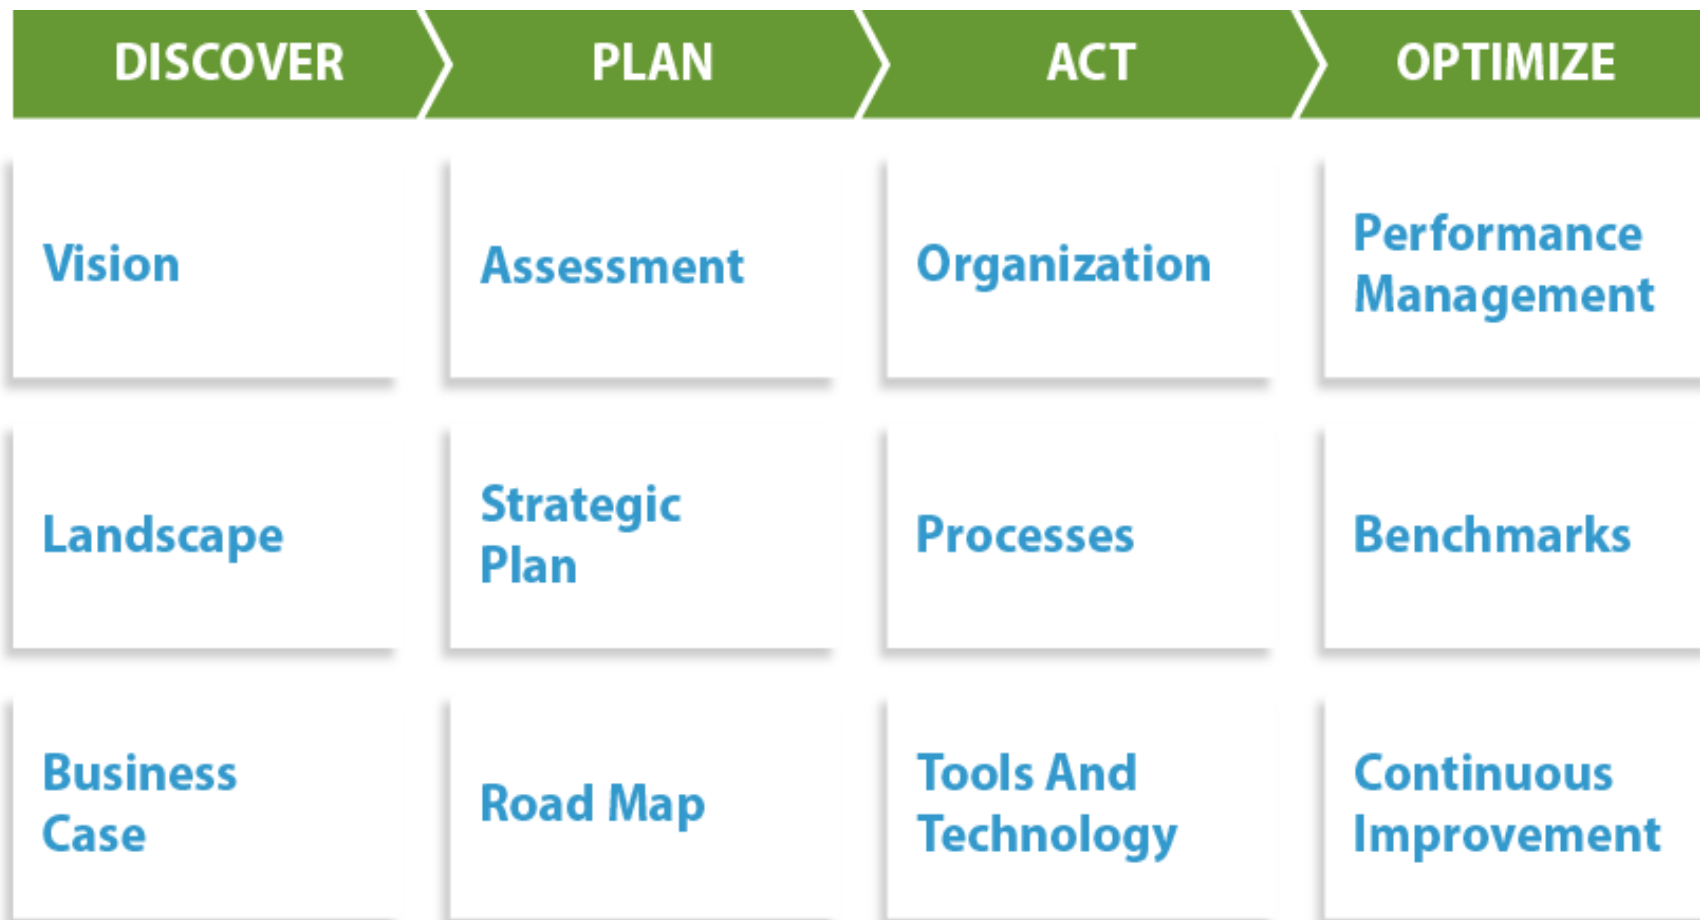 DISCOVER
PLAN
ACT
OPTIMIZE
Vision
Assessment
Organization
Performance
Management
Landscape
Strategic
Plan
Processes
Benchmarks
Business
Case
Road Map
Tools And
Technology
Continuous
Improvement